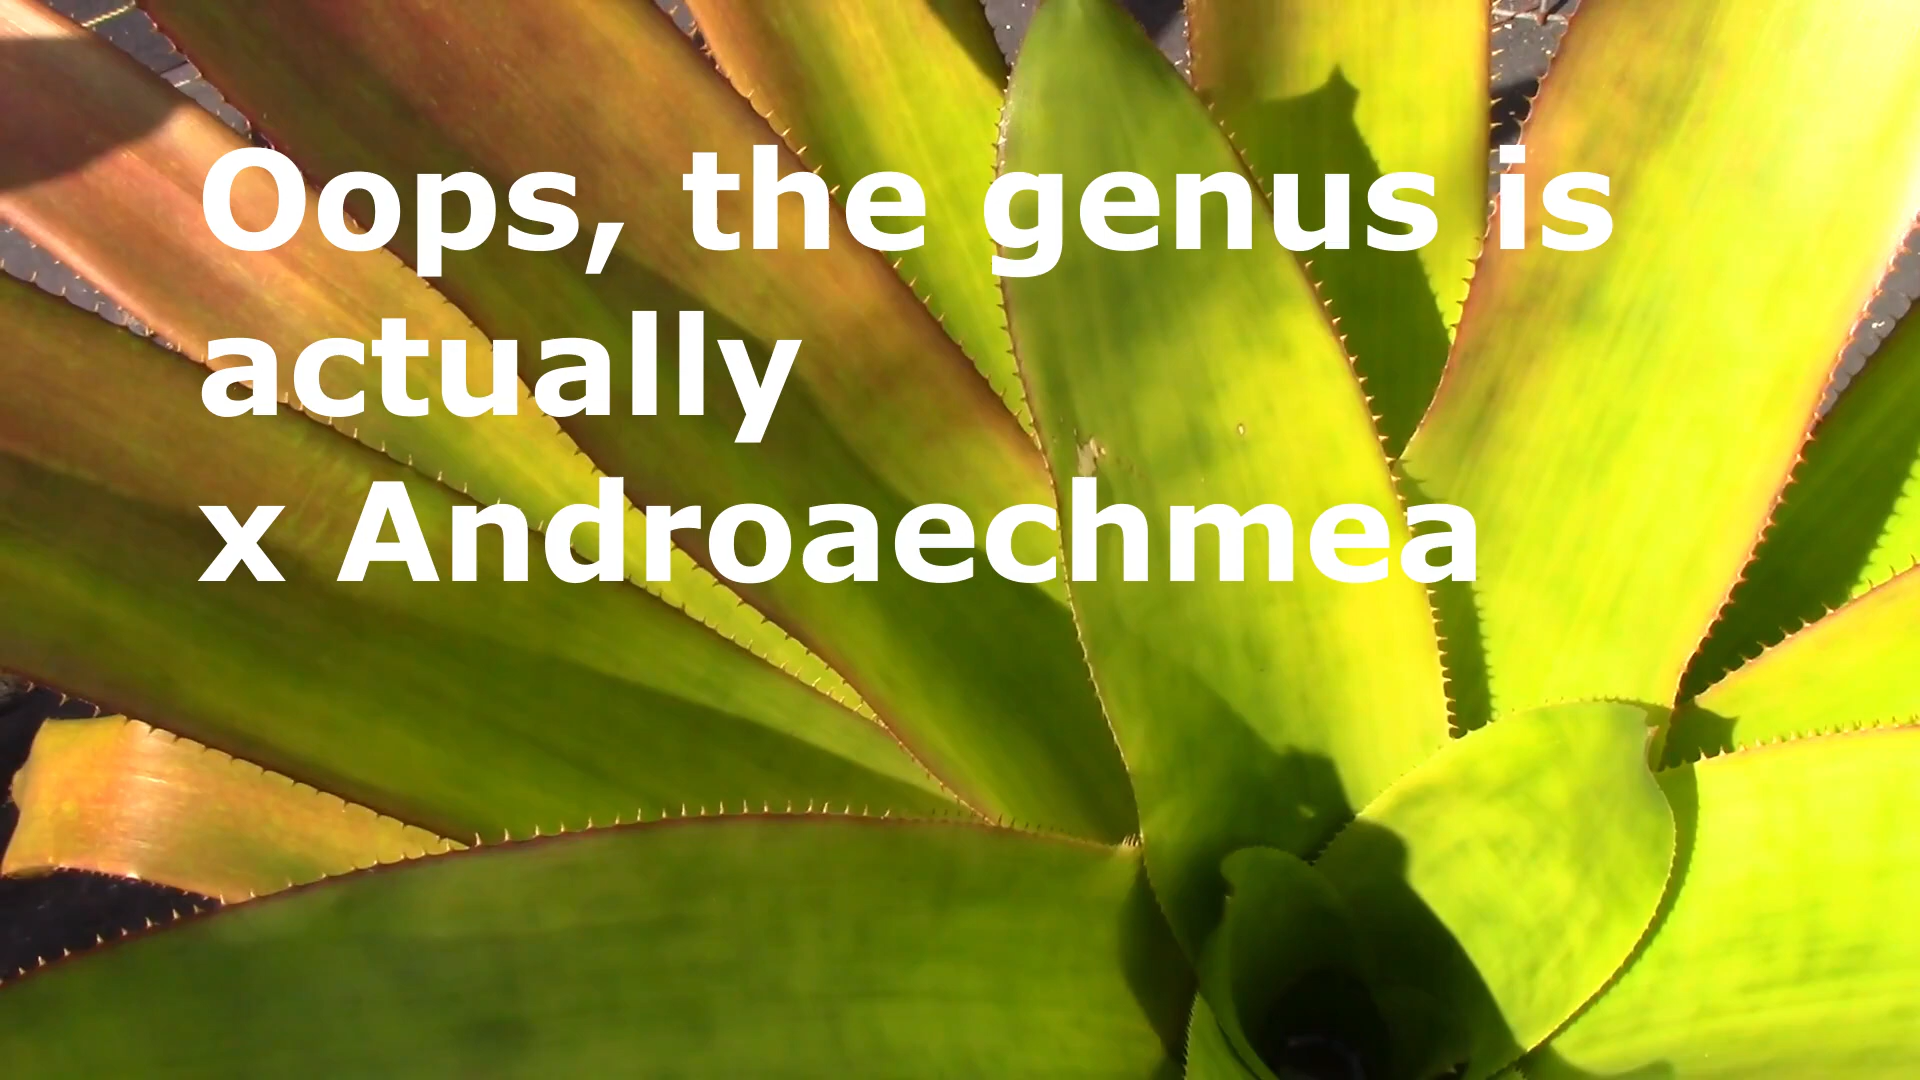 Oops, the genus is
actually
x Androaechmea